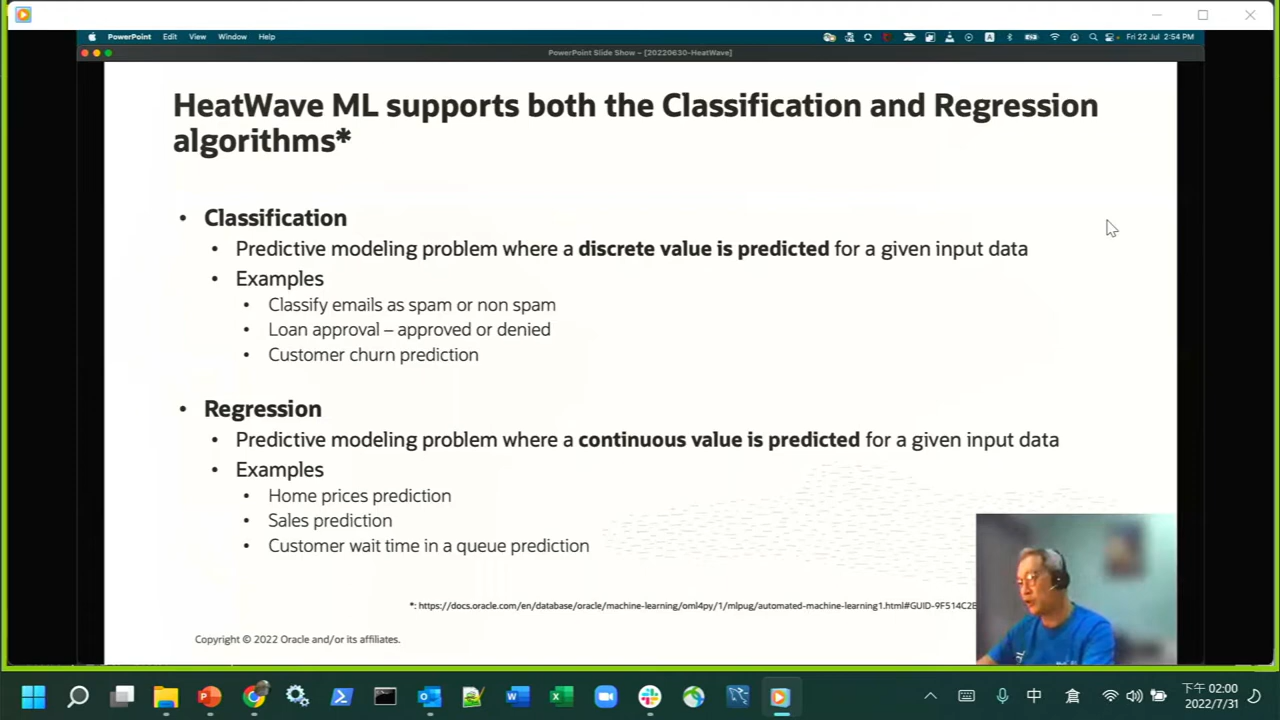 PowerPoint Edit View Window Help
Fri 22 Jul 2:54 PM
PowerPoint Slide Show - [20220630-HeatWave]
HeatWave ML supports both the Classification and Regression
algorithms*
• Classification
• Predictive modeling problem where a discrete value is predicted for a given input data
• Examples
• Classify emails as spam or non spam
• Loan approval – approved or denied
• Customer churn prediction
• Regression
• Predictive modeling problem where a continuous value is predicted for a given input data
• Examples
• Home prices prediction
• Sales prediction
• Customer wait time in a queue prediction
*: https://docs.oracle.com/en/database/oracle/machine-learning/oml4py/1/mlpug/automated-machine-learning1.html#GUID-9F514C2B
Copyright © 2022 Oracle and/or its affiliates.
中
倉
下午 02:00
2022/7/31